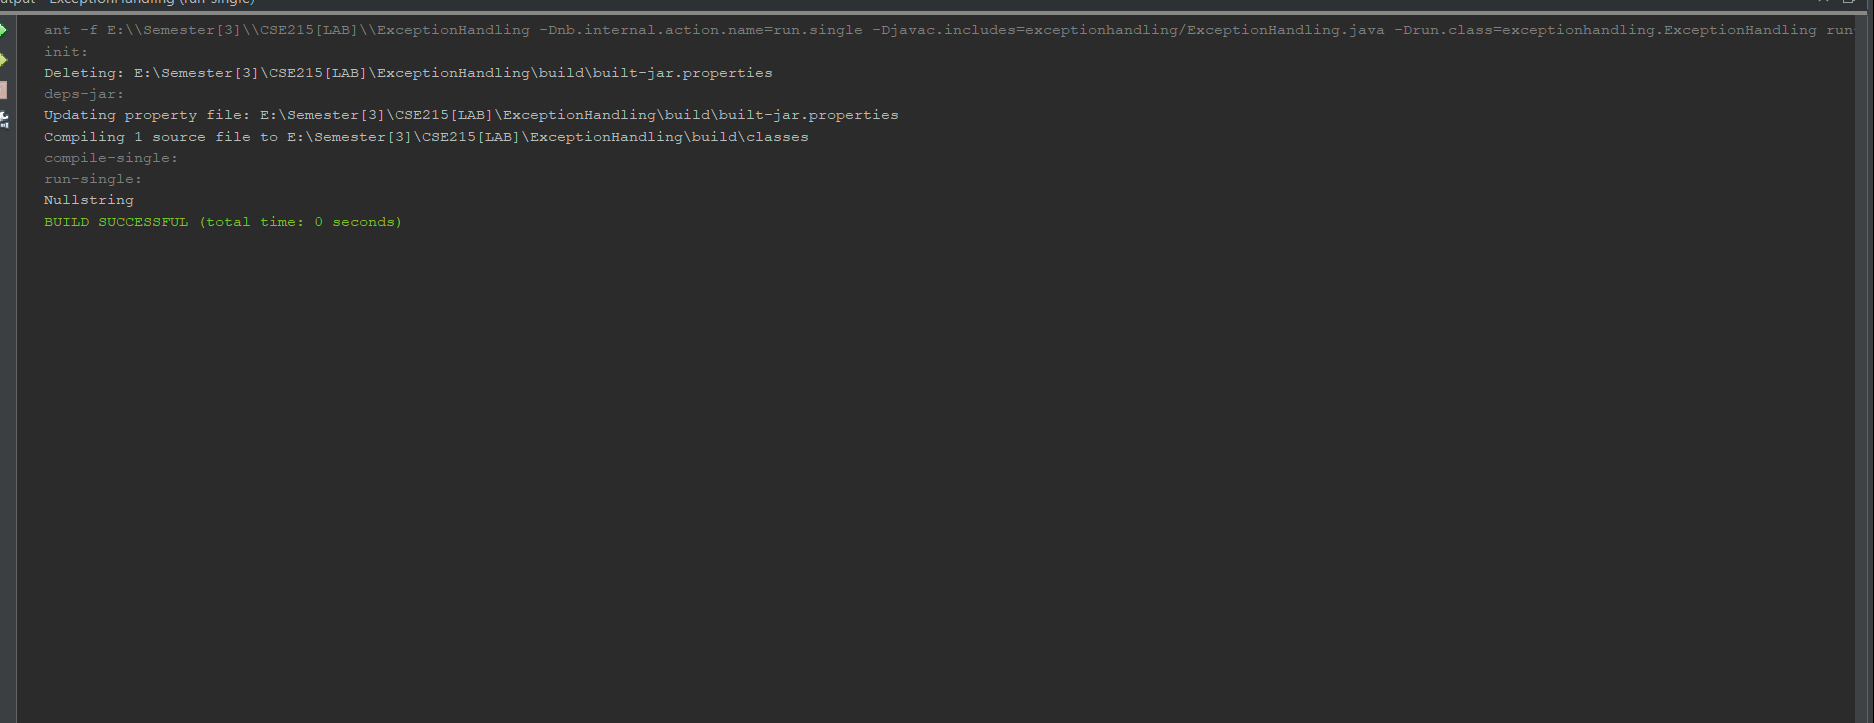 ExceptionHandling (run-single)
ant -f E:\\Semester[3]\\CSE215[LAB]\\ExceptionHandling -Dnb.internal.action.name=run.single -Djavac.includes=exceptionhandling/ExceptionHandling.java -Drun.class=exceptionhandling.ExceptionHandling run-
init:
Deleting: E:\Semester[3]\CSE215[LAB]\ExceptionHandling\build\built-jar.properties
deps-jar:
Updating property file: E:\Semester[3]\CSE215[LAB]\ExceptionHandling\build\built-jar.properties
Compiling 1 source file to E:\Semester[3]\CSE215[LAB]\ExceptionHandling\build\classes
compile-single:
run-single:
Nullstring
BUILD SUCCESSFUL (total time: 0 seconds)